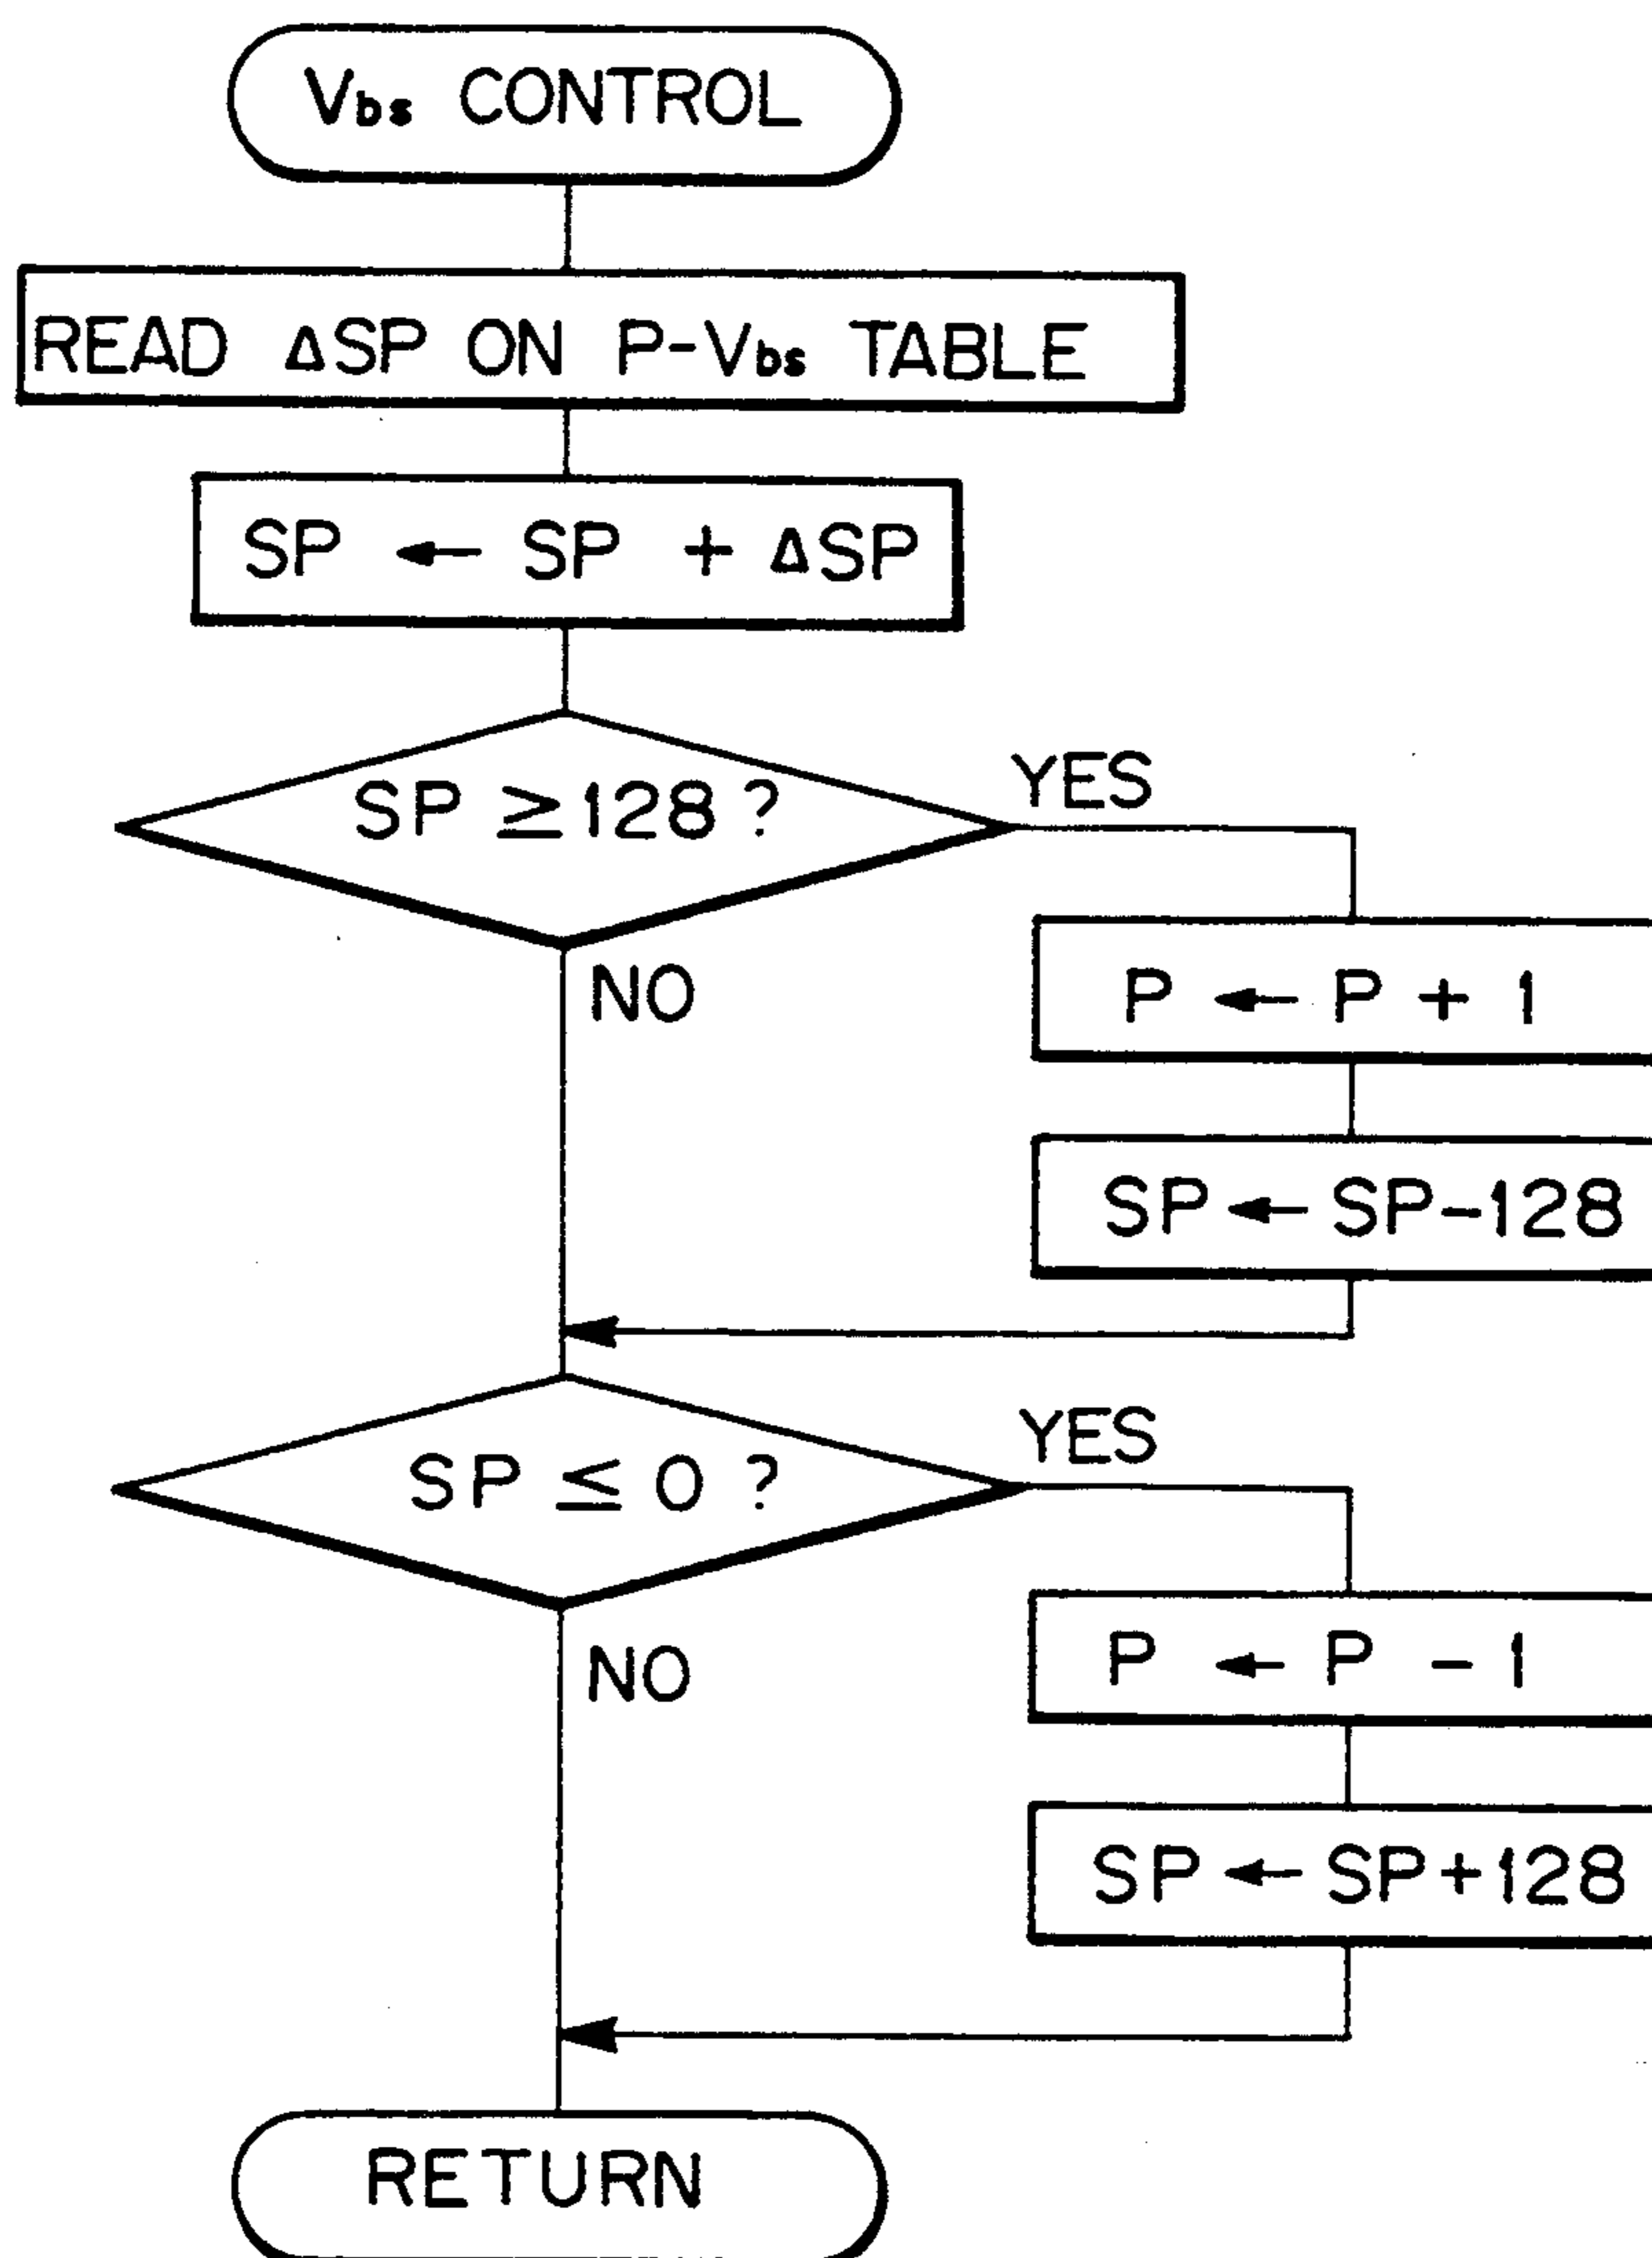 Vbs CONTROL
READ ΔSP ON P-Vbs TABLE
SP ← SP + ΔSP
SP ≥ 128 ?
YES
NO
P ← P + 1
SP ← SP-128
SP ≤ 0 ?
YES
NO
P ← P - 1
SP ← SP+128
RETURN